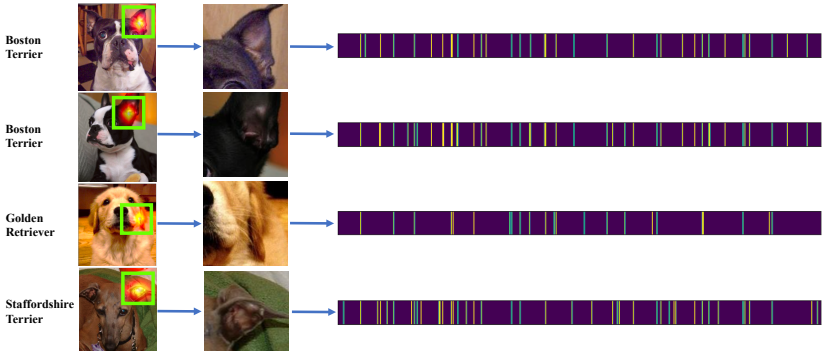 Boston
Terrier
Boston
Terrier
Golden
Retriever
Staffordshire
Terrier